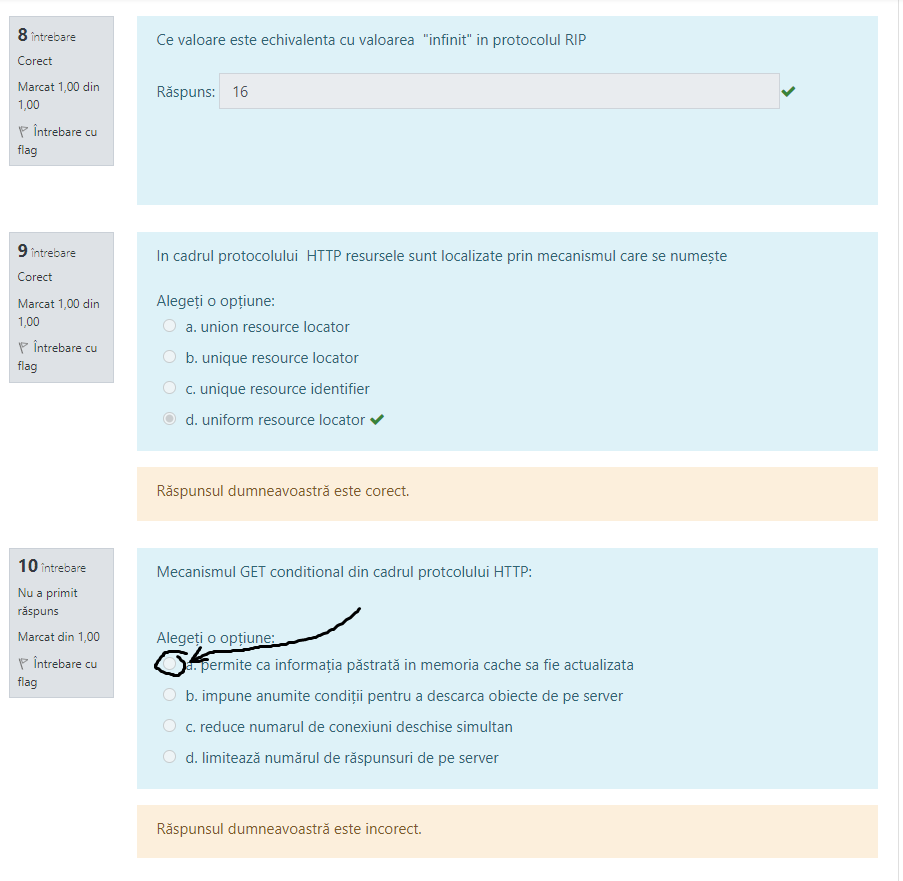 8 întrebare
Corect
Marcat 1,00 din
1,00
Întrebare cu
flag
Ce valoare este echivalenta cu valoarea "infinit" in protocolul RIP
Răspuns: 16
9 întrebare
Corect
Marcat 1,00 din
1,00
Întrebare cu
flag
In cadrul protocolului HTTP resursele sunt localizate prin mecanismul care se numește
Alegeți o opțiune:
a. union resource locator
b. unique resource locator
c. unique resource identifier
d. uniform resource locator
Răspunsul dumneavoastră este corect.
10 întrebare
Nu a primit
răspuns
Marcat din 1,00
Întrebare cu
flag
Mecanismul GET conditional din cadrul protcolului HTTP:
Alegeți o opțiune:
a. permite ca informația păstrată in memoria cache sa fie actualizata
b. impune anumite condiții pentru a descarca obiecte de pe server
c. reduce numarul de conexiuni deschise simultan
d. limitează numărul de răspunsuri de pe server
Răspunsul dumneavoastră este incorect.